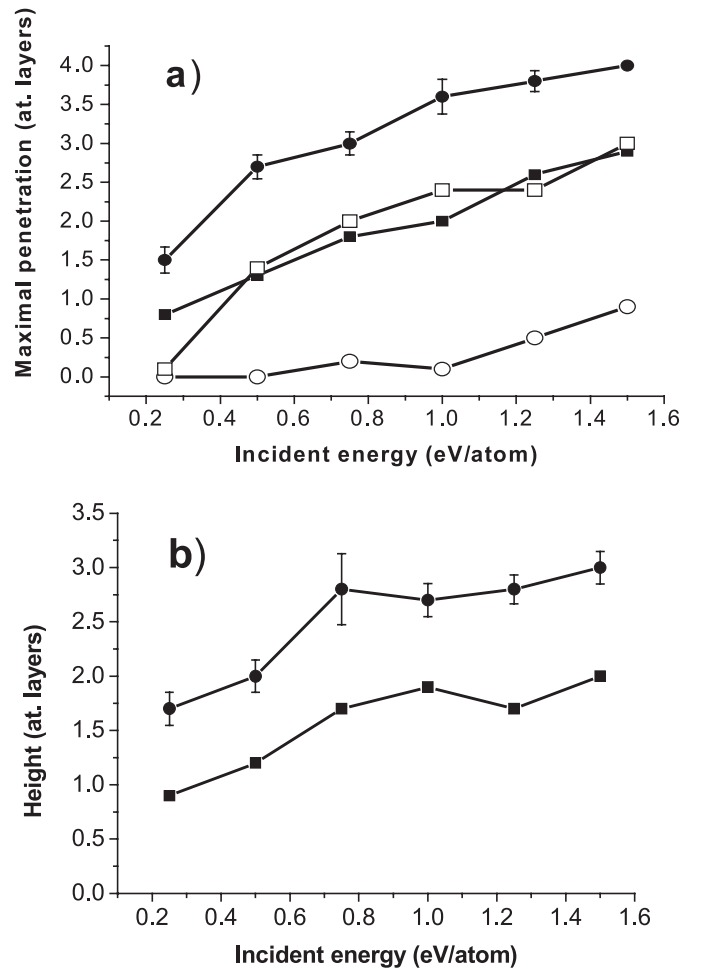 a)
Maximal penetration (at. layers)
4.0
3.5
3.0
2.5
2.0
1.5
1.0
0.5
0.0
0.2 0.4 0.6 0.8 1.0 1.2 1.4 1.6
Incident energy (eV/atom)
b)
Height (at. layers)
3.5
3.0
2.5
2.0
1.5
1.0
0.5
0.0
0.2 0.4 0.6 0.8 1.0 1.2 1.4 1.6
Incident energy (eV/atom)